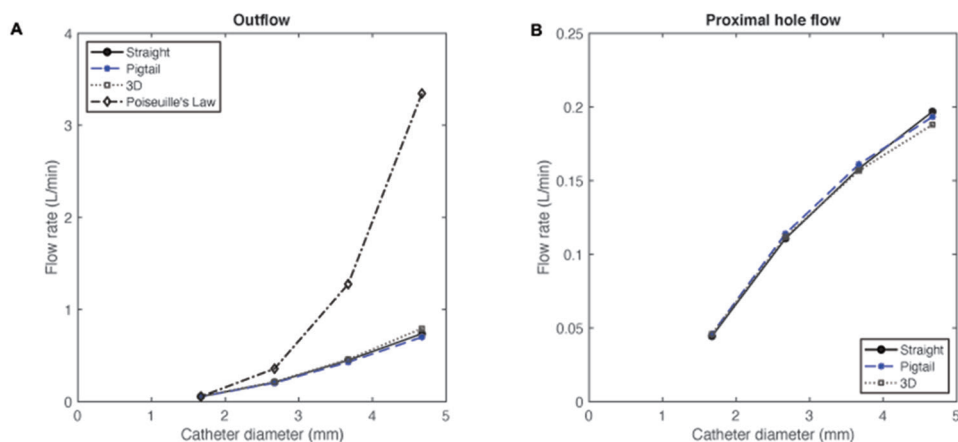 A
Outflow
4
3
2
1
0
Flow rate (L/min)
Straight
Pigtail
3D
Poiseuille's Law
0 1 2 3 4 5
Catheter diameter (mm)
B
Proximal hole flow
0.25
0.2
0.15
0.1
0.05
0
Flow rate (L/min)
Straight
Pigtail
3D
0 1 2 3 4 5
Catheter diameter (mm)